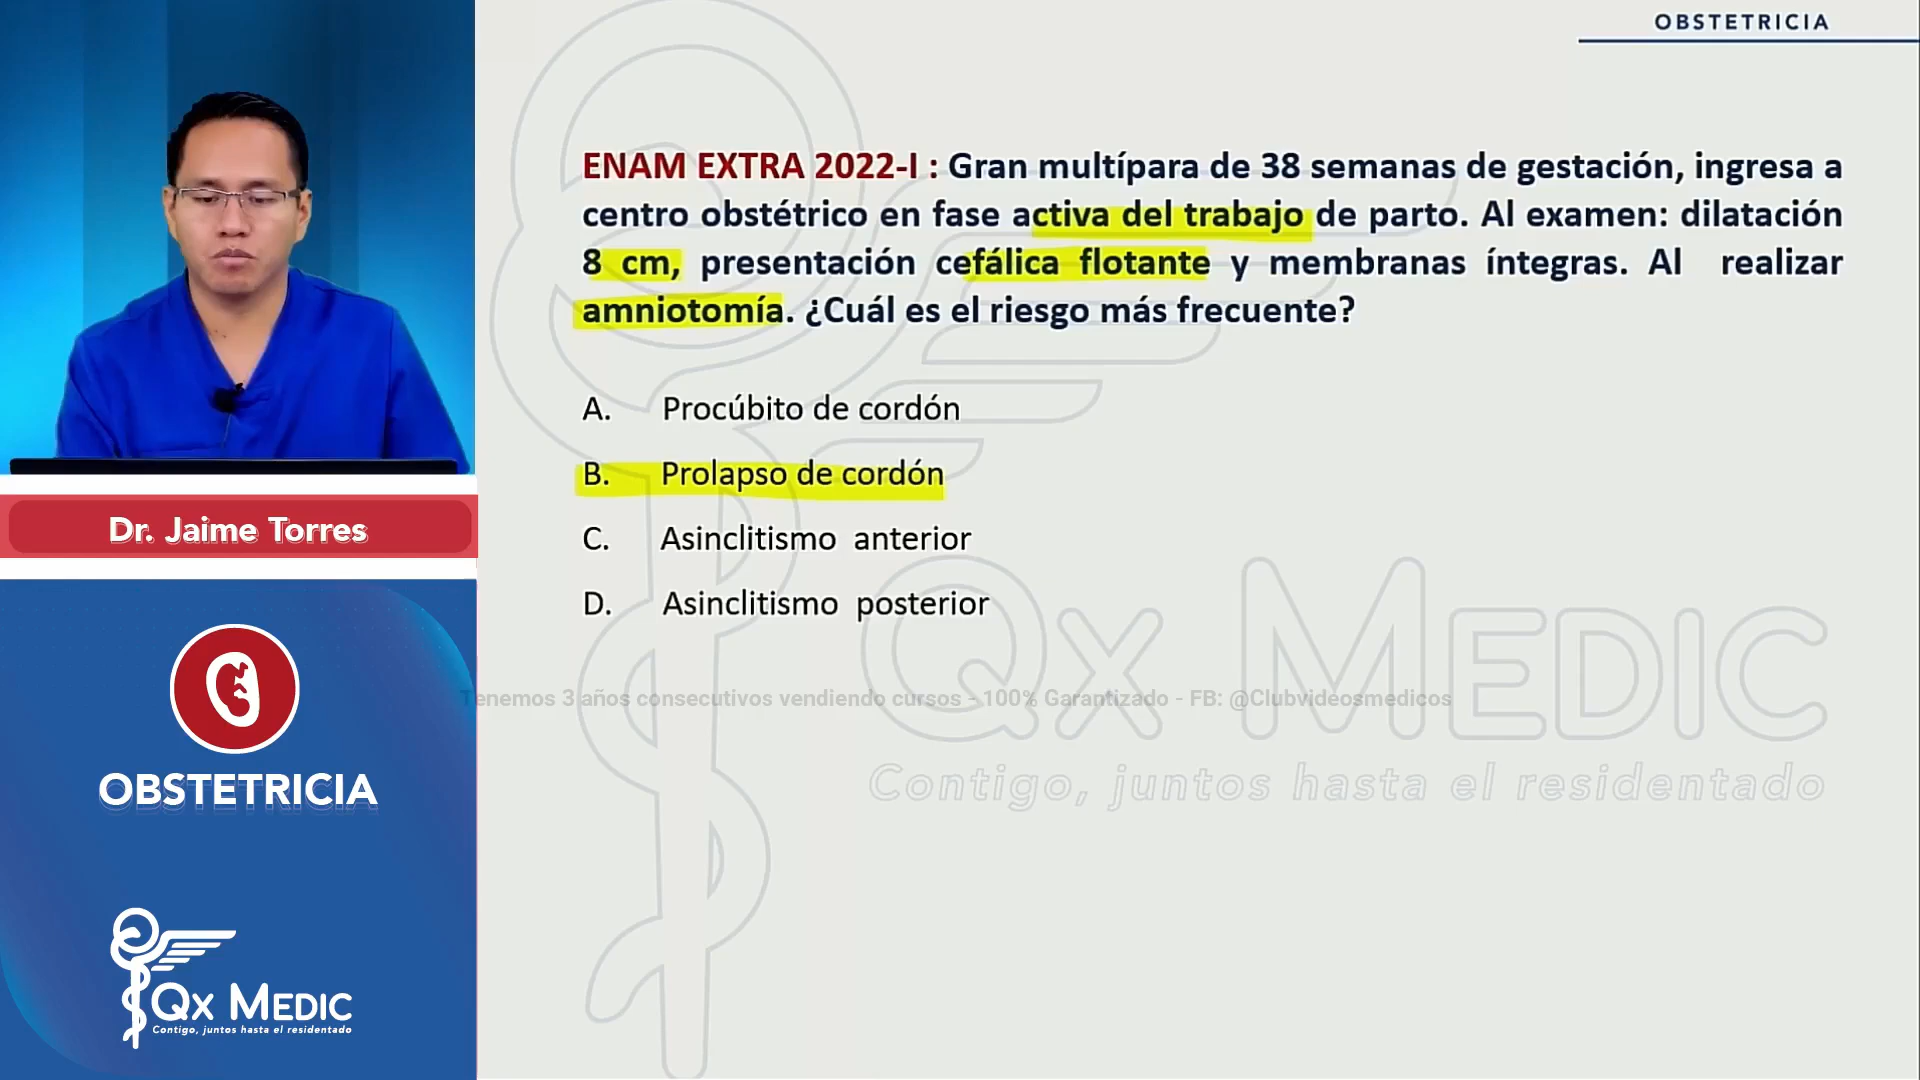 OBSTETRICIA
ENAM EXTRA 2022-I : Gran multípara de 38 semanas de gestación, ingresa a
centro obstétrico en fase activa del trabajo de parto. Al examen: dilatación
8 cm, presentación cefálica flotante y membranas íntegras. Al realizar
amniotomía. ¿Cuál es el riesgo más frecuente?
A. Procúbito de cordón
B. Prolapso de cordón
C. Asinclitismo anterior
D. Asinclitismo posterior
Tenemos 3 años consecutivos vendiendo cursos - 100% Garantizado - FB: @Clubvideosmedicos
QX MEDIC
Contigo, juntos hasta el residentado
Dr. Jaime Torres
OBSTETRICIA
QX MEDIC
Contigo, juntos hasta el residentado